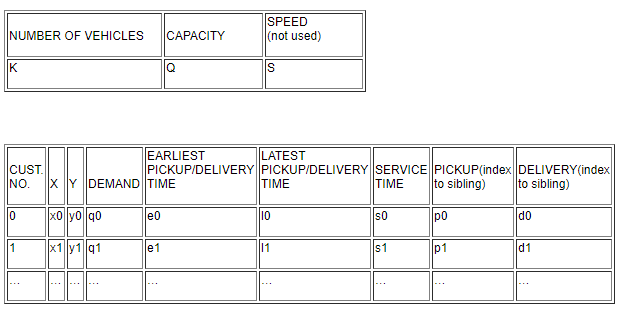 NUMBER OF VEHICLES CAPACITY SPEED
(not used)
K Q S
CUST.
NO. X Y DEMAND EARLIEST
PICKUP/DELIVERY
TIME LATEST
PICKUP/DELIVERY
TIME SERVICE
TIME PICKUP(index
to sibling) DELIVERY(index
to sibling)
0 x0 y0 q0 e0 l0 s0 p0 d0
1 x1 y1 q1 e1 l1 s1 p1 d1
... ... ... ... ... ... ... ... ...